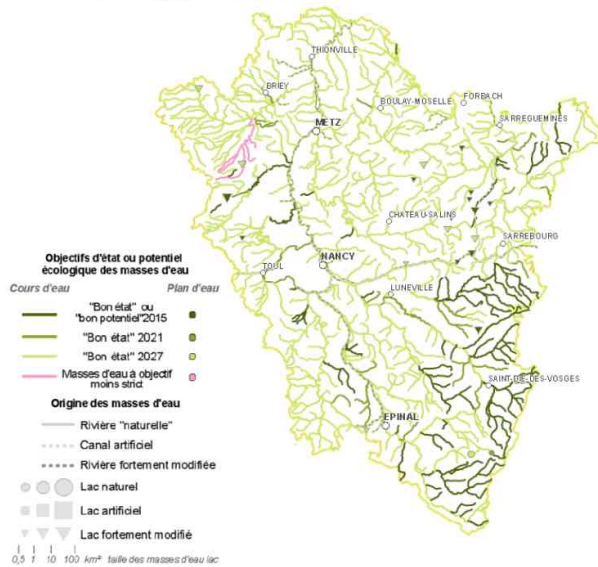 THIONVILLE
BRIEY
BOULAY-MOSELLE
FORBACH
SARREGUEMINES
METZ
CHATEAU-SALINS
SARREBOURG
NANCY
TOUL
LUNEVILLE
SAINT-DIE-DES-VOSGES
EPINAL
Objectifs d'état ou potentiel
écologique des masses d'eau
Cours d'eau
Plan d'eau
"Bon état" ou
"bon potentiel"2015
"Bon état" 2021
"Bon état" 2027
Masses d'eau à objectif
moins strict
Origine des masses d'eau
Rivière "naturelle"
Canal artificiel
Rivière fortement modifiée
Lac naturel
Lac artificiel
Lac fortement modifié
0,5 1 10 100 km² taille des masses d'eau lac